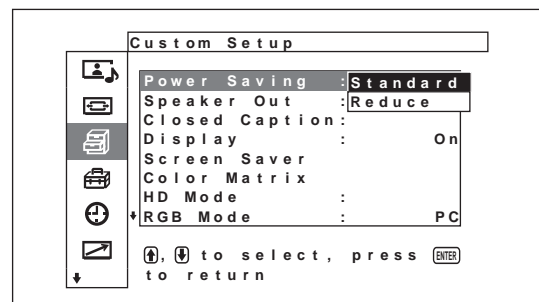 Custom Setup
Power Saving : Standard
Speaker Out : Reduce
Closed Caption :
Display : On
Screen Saver
Color Matrix
HD Mode :
RGB Mode : PC
, to select, press ENTER
to return